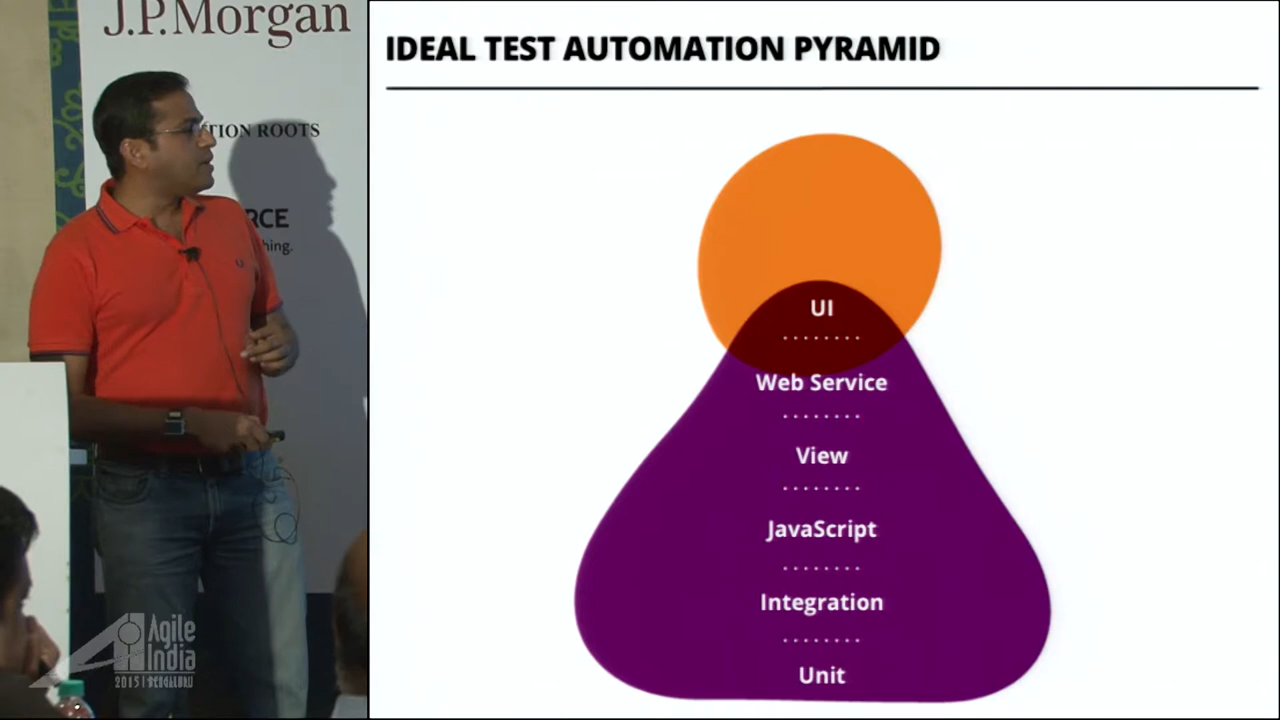 J.P.Morgan
TION ROOTS
RCE
hing.
IDEAL TEST AUTOMATION PYRAMID
UI
Web Service
View
JavaScript
Integration
Unit
Agile
India
2015 | BENGALURU